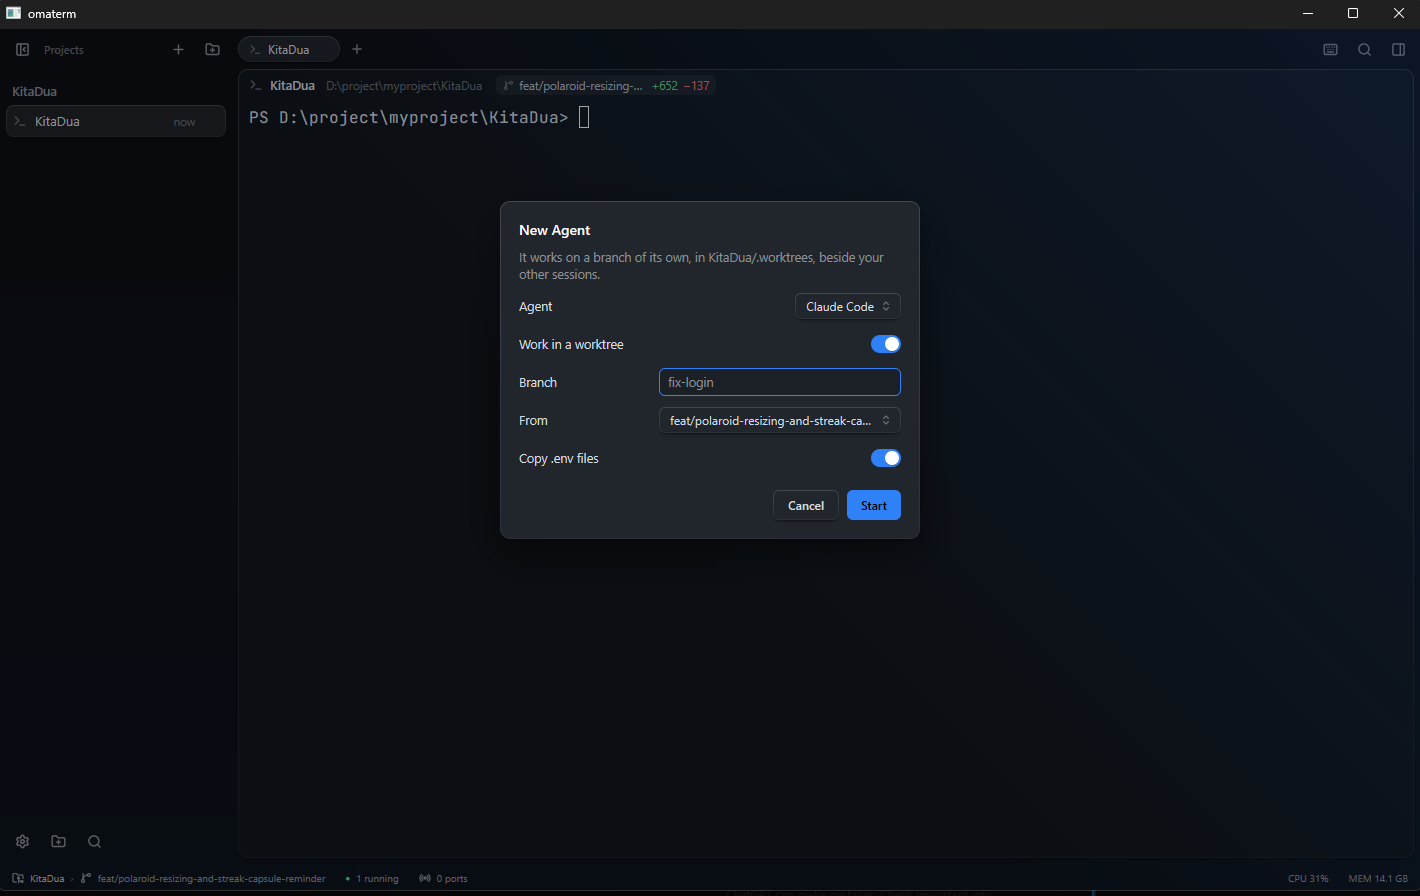 omaterm
Projects
KitaDua
KitaDua
KitaDua now
KitaDua D:\project\myproject\KitaDua feat/polaroid-resizing-... +652 −137
PS D:\project\myproject\KitaDua>
New Agent
It works on a branch of its own, in KitaDua/.worktrees, beside your
other sessions.
Agent Claude Code
Work in a worktree
Branch fix-login
From feat/polaroid-resizing-and-streak-ca...
Copy .env files
Cancel Start
KitaDua › feat/polaroid-resizing-and-streak-capsule-reminder 1 running 0 ports CPU 31% MEM 14.1 GB